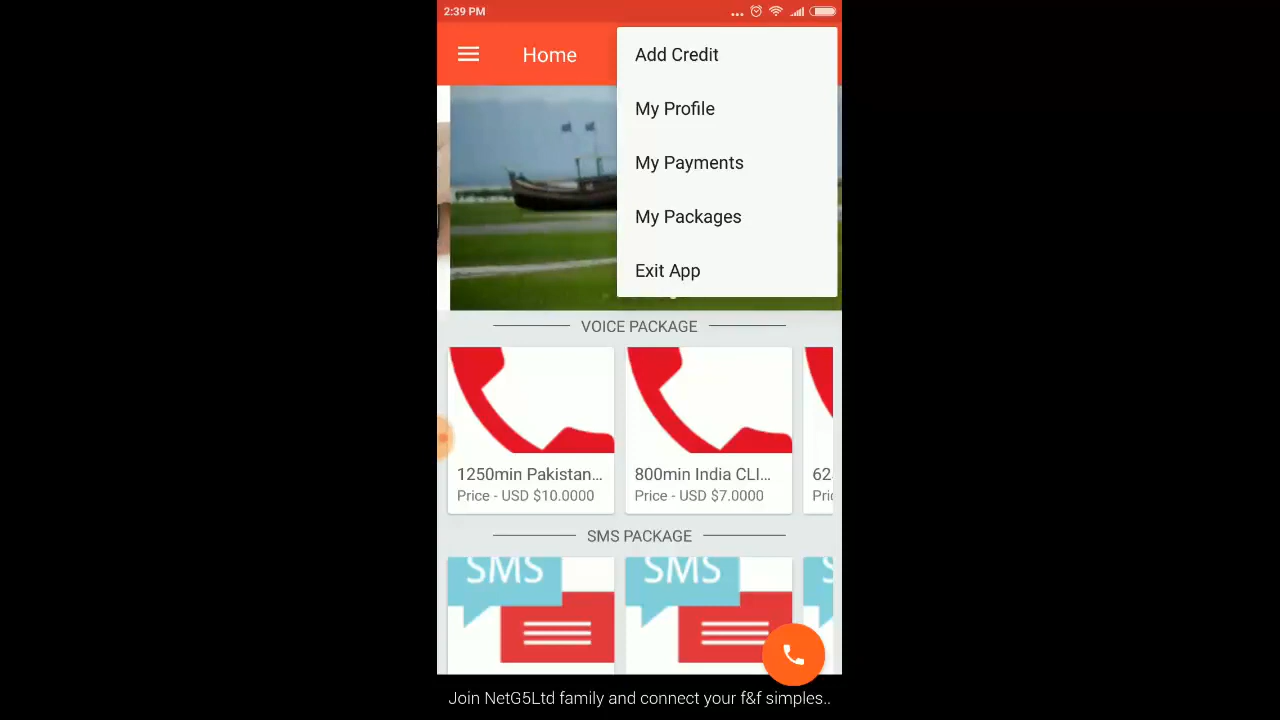 2:39 PM
Home
Add Credit
My Profile
My Payments
My Packages
Exit App
VOICE PACKAGE
1250min Pakistan...
Price - USD $10.0000
800min India CLI...
Price - USD $7.0000
62
Pri
SMS PACKAGE
SMS
SMS
S
Join NetG5Ltd family and connect your f&f simples..